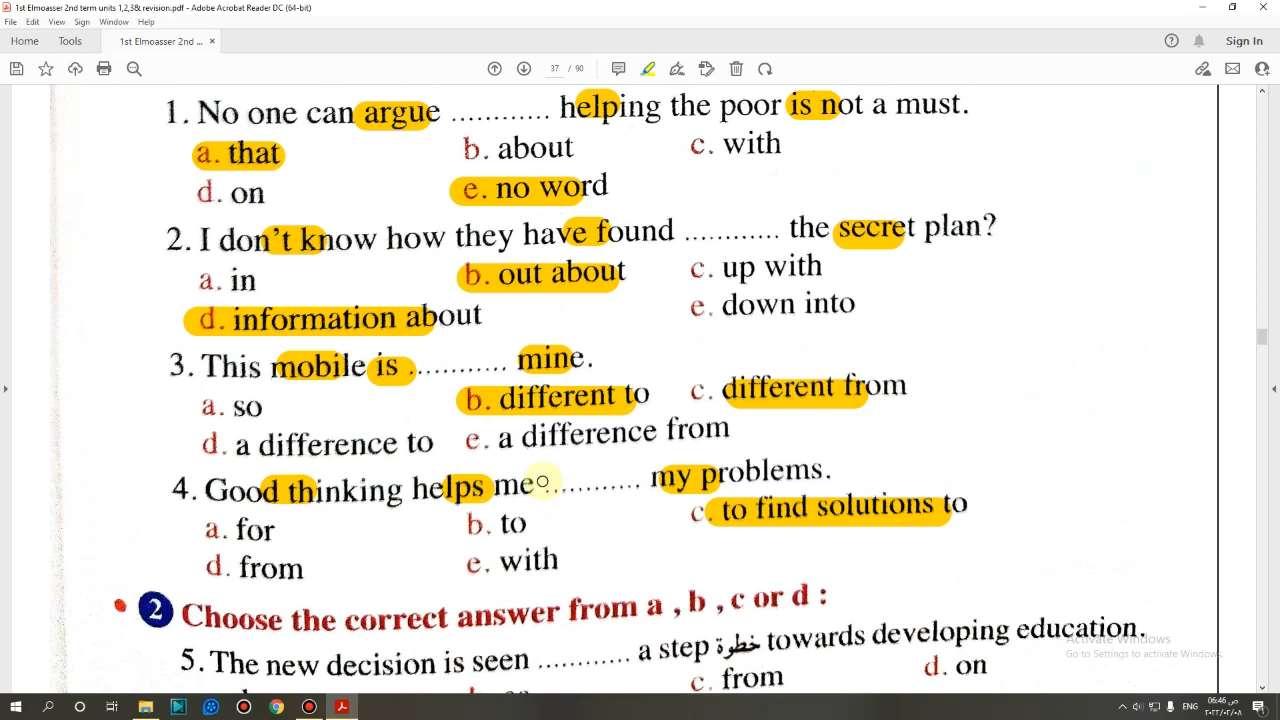 1st Elmoasser 2nd term units 1,2,3& revision.pdf - Adobe Acrobat Reader DC (64-bit)
File Edit View Sign Window Help
Home Tools 1st Elmoasser 2nd ... × Sign In
37 / 90
1. No one can argue ............ helping the poor is not a must.
a. that b. about c. with
d. on e. no word
2. I don't know how they have found ............ the secret plan?
a. in b. out about c. up with
d. information about e. down into
3. This mobile is ............ mine.
a. so b. different to c. different from
d. a difference to e. a difference from
4. Good thinking helps me ............ my problems.
a. for b. to c. to find solutions to
d. from e. with
2 Choose the correct answer from a , b , c or d :
5. The new decision is seen ............ a step خطوة towards developing education.
c. from d. on
Activate Windows
Go to Settings to activate Windows.
ENG
06:46 ص
٢٠٢٢/٠٢/٠٨